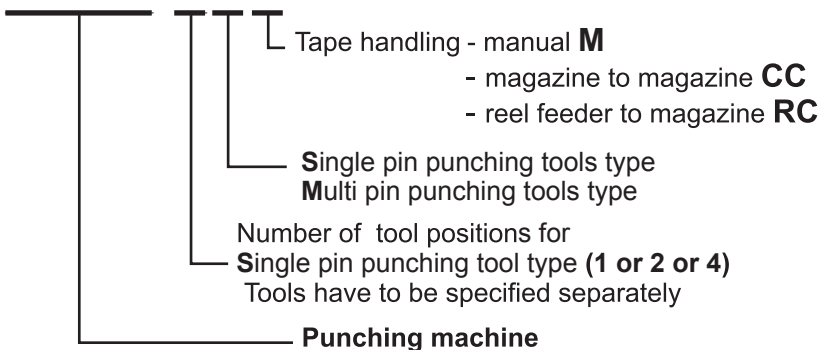 Tape handling - manual M
- magazine to magazine CC
- reel feeder to magazine RC
Single pin punching tools type
Multi pin punching tools type
Number of tool positions for
Single pin punching tool type (1 or 2 or 4)
Tools have to be specified separately
Punching machine